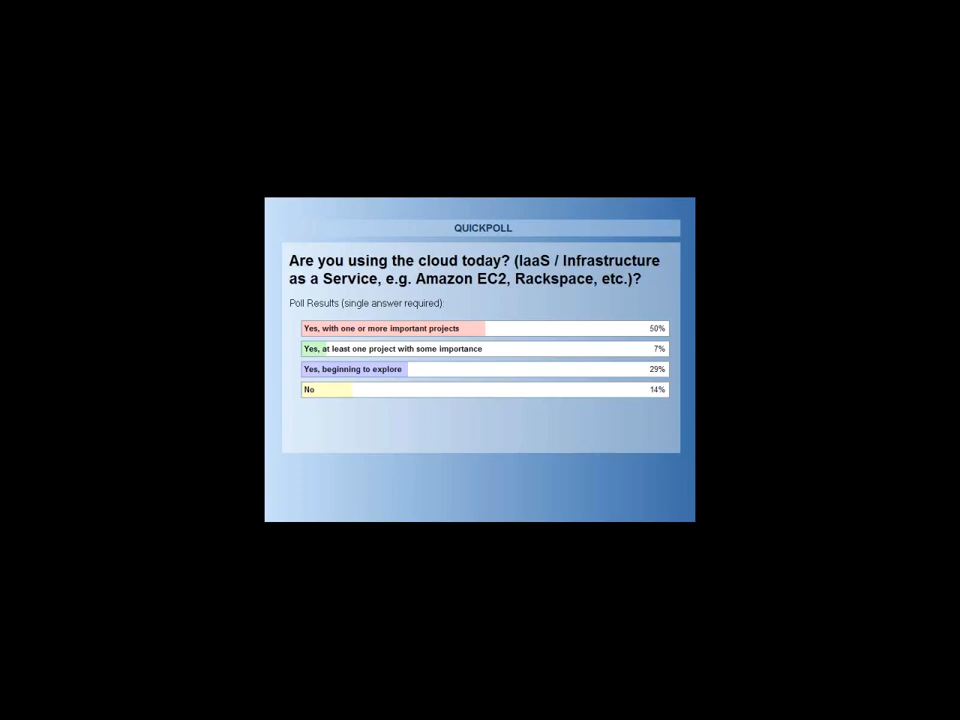 QUICKPOLL
Are you using the cloud today? (IaaS / Infrastructure
as a Service, e.g. Amazon EC2, Rackspace, etc.)?
Poll Results (single answer required):
Yes, with one or more important projects 50%
Yes, at least one project with some importance 7%
Yes, beginning to explore 29%
No 14%